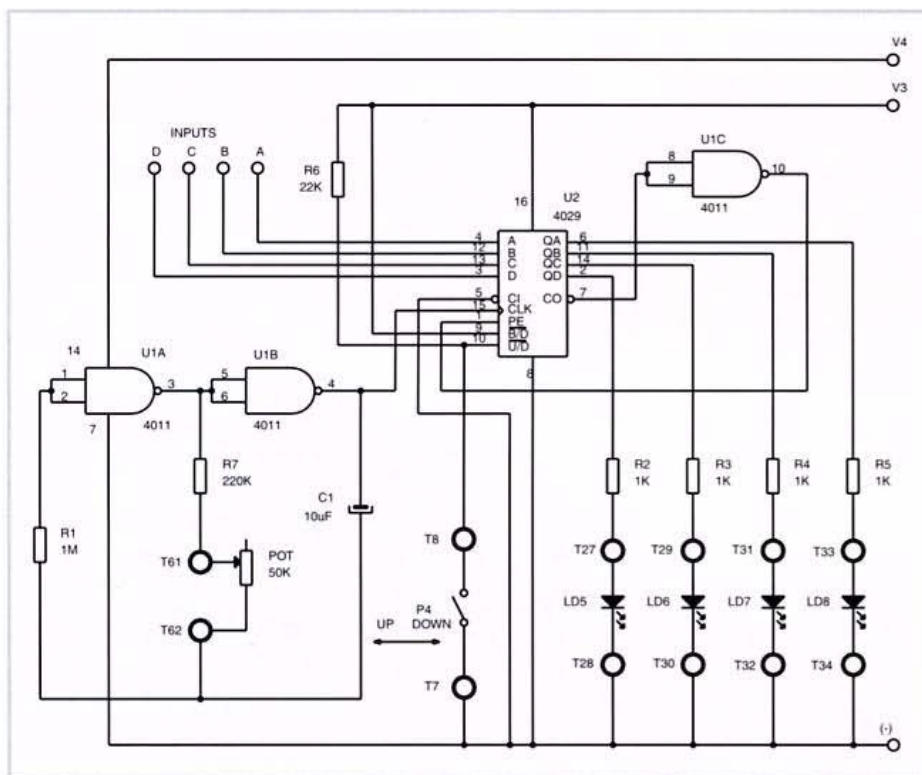 V4
V3
INPUTS
D C B A
R6
22K
U1C
8
9
10
4011
16
U2
4029
4 A QA 6
12 B QB 11
13 C QC 14
3 D QD 2
5 CI CO 7
15 CLK
1 PE
9 B/D
10 U/D
8
14
U1A
1
2
3
7
4011
U1B
5
6
4
4011
R7
220K
C1
10uF
R1
1M
T61
POT
50K
T62
T8
P4
UP DOWN
T7
R2
1K
R3
1K
R4
1K
R5
1K
T27
T29
T31
T33
LD5
LD6
LD7
LD8
T28
T30
T32
T34
(-)